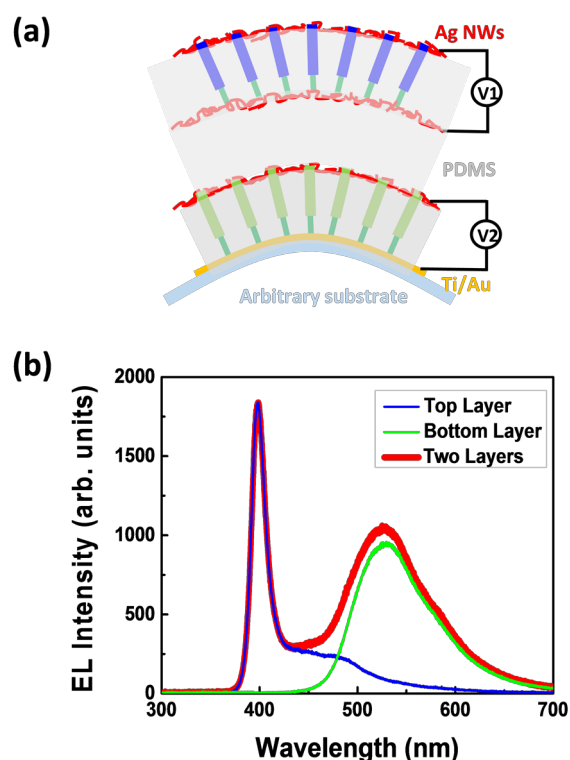 (a)
Ag NWs
V1
PDMS
V2
Ti/Au
Arbitrary substrate
(b)
2000
1500
1000
500
0
EL Intensity (arb. units)
Top Layer
Bottom Layer
Two Layers
300 400 500 600 700
Wavelength (nm)